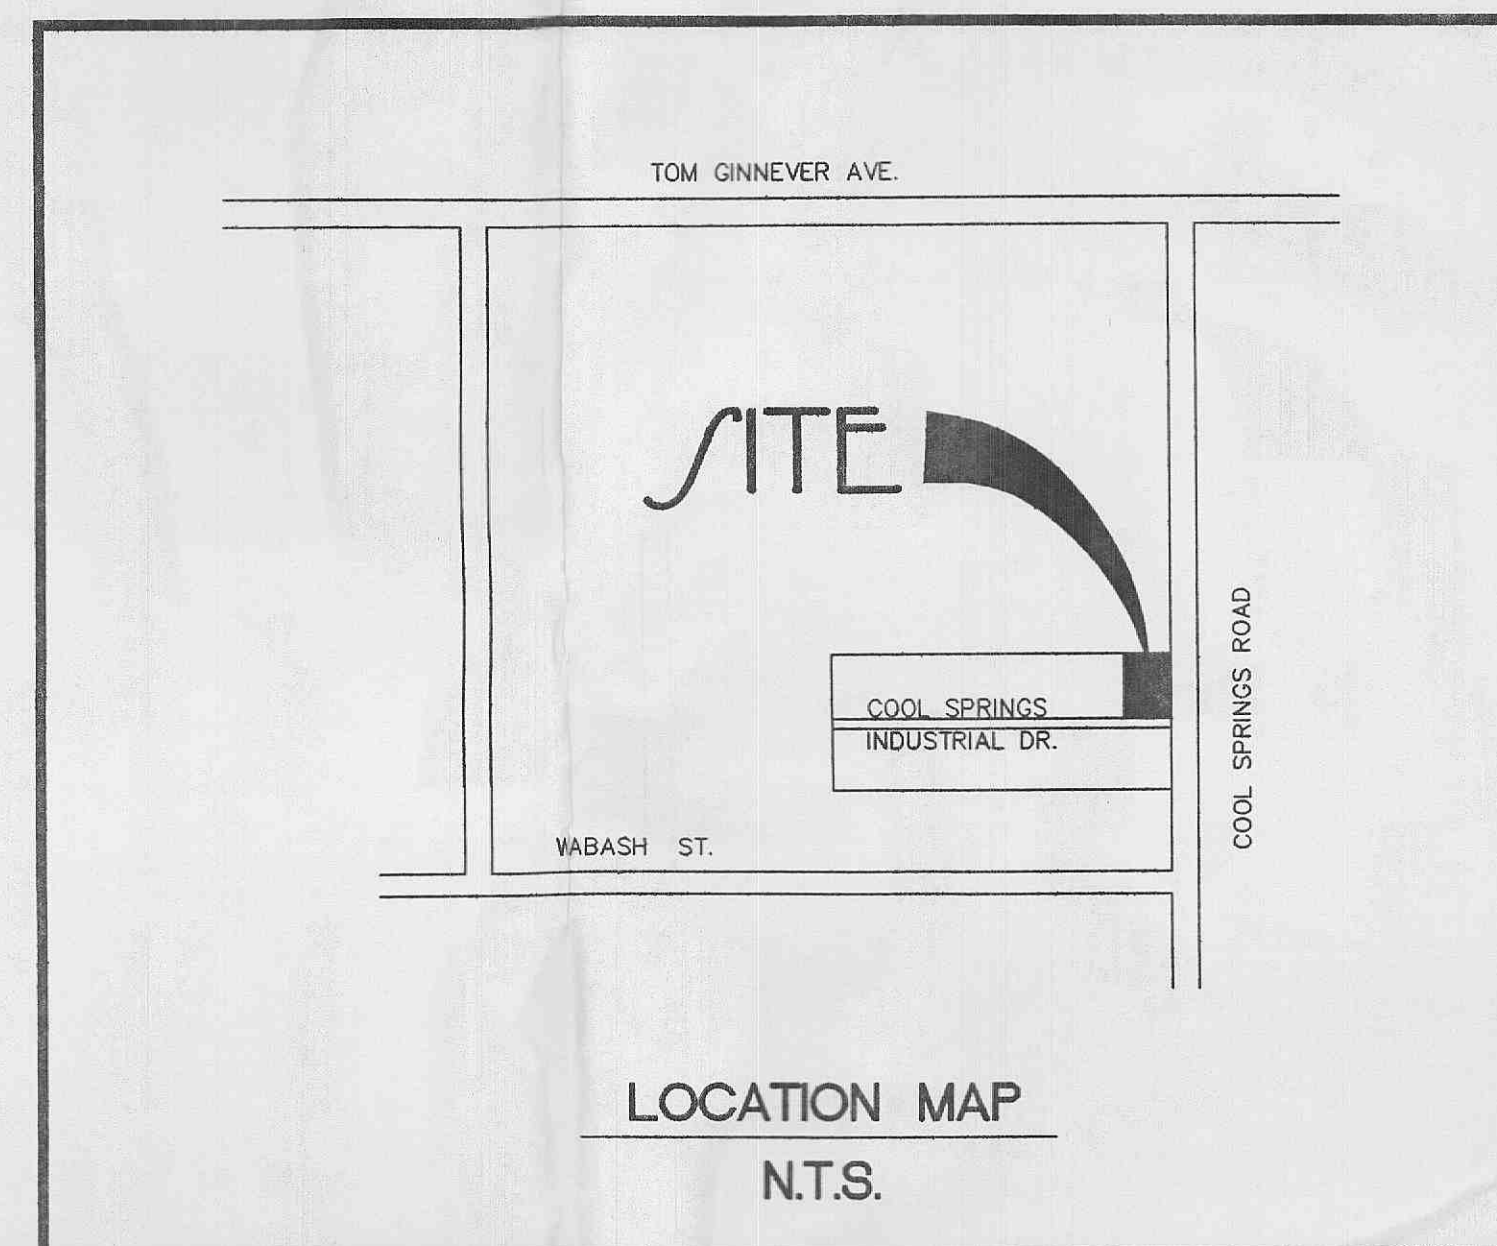 TOM GINNEVER AVE.
SITE
COOL SPRINGS ROAD
COOL SPRINGS
INDUSTRIAL DR.
WABASH ST.
LOCATION MAP
N.T.S.